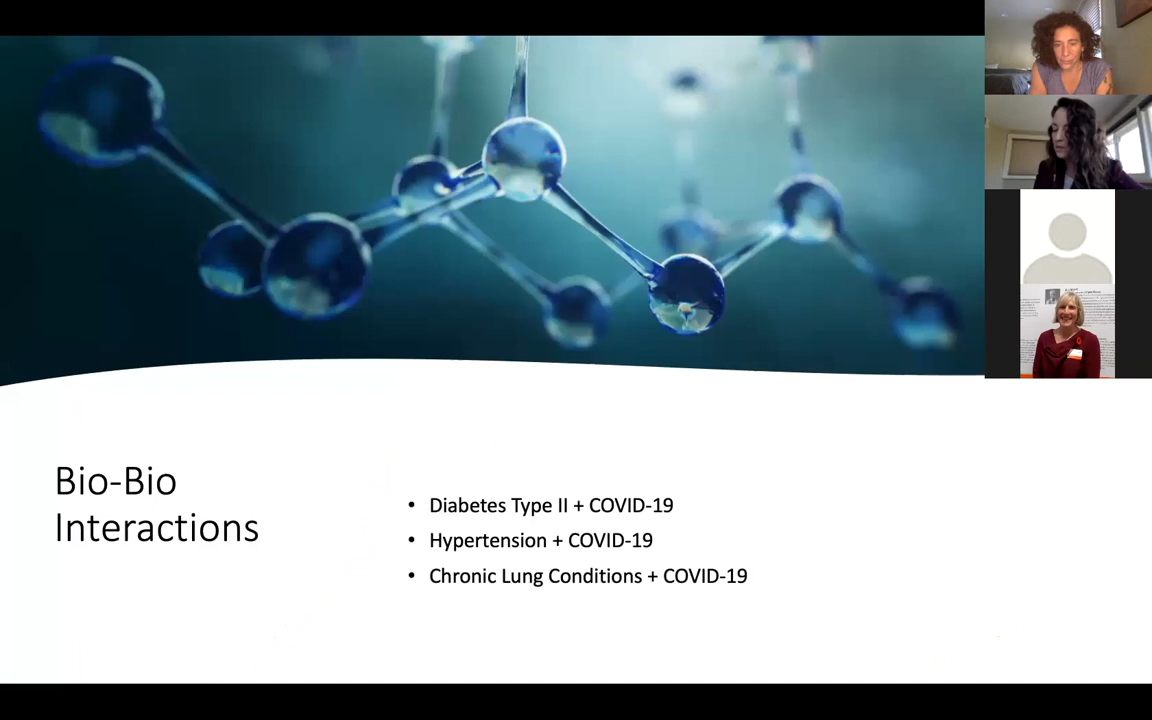 Bio-Bio
Interactions
• Diabetes Type II + COVID-19
• Hypertension + COVID-19
• Chronic Lung Conditions + COVID-19